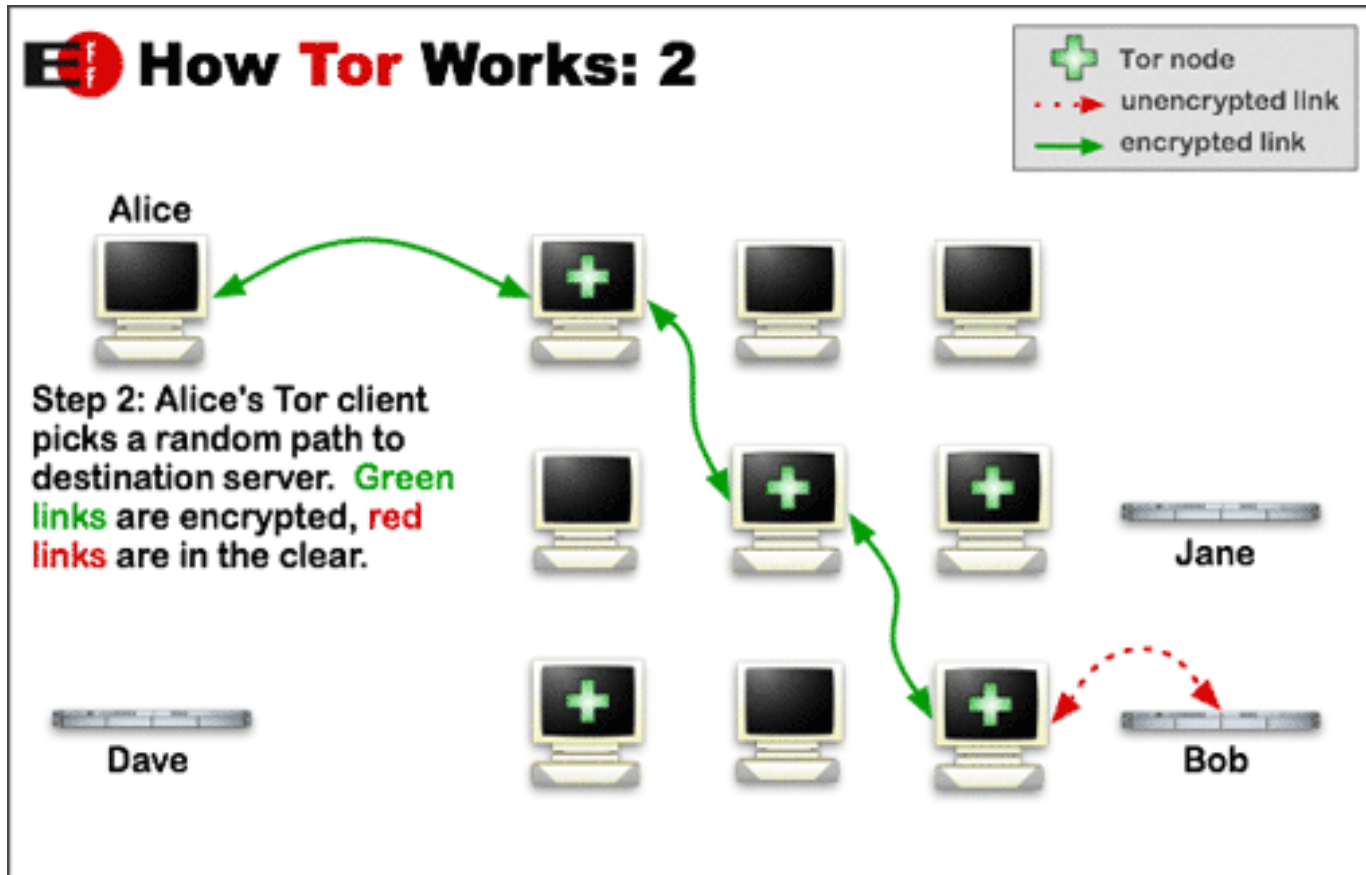 EFF How Tor Works: 2
Tor node
unencrypted link
encrypted link
Alice
Step 2: Alice's Tor client
picks a random path to
destination server. Green
links are encrypted, red
links are in the clear.
Jane
Dave
Bob